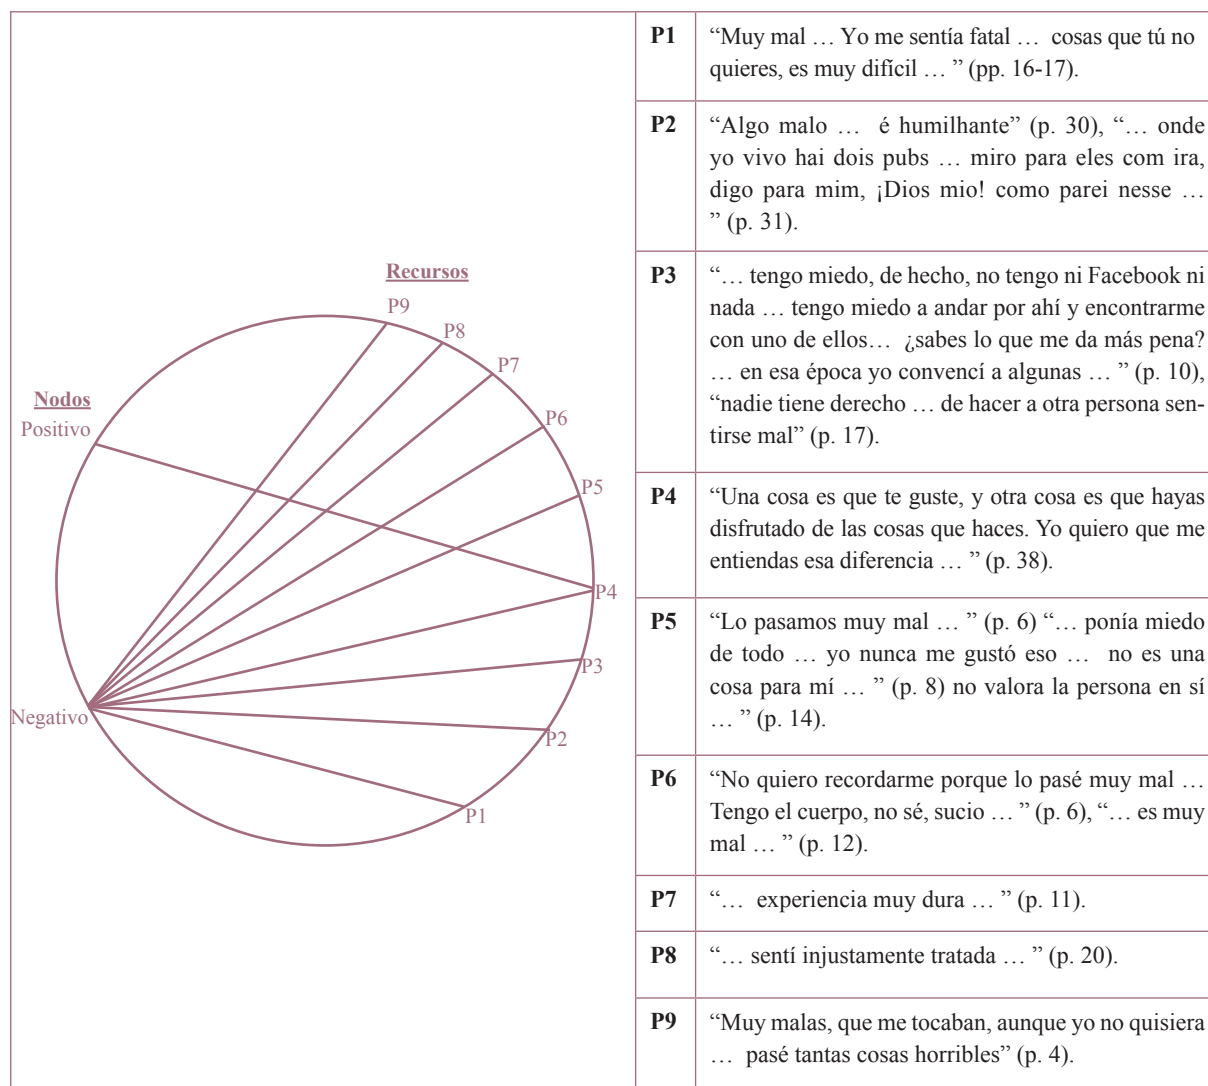 Recursos
P9
P8
P7
Nodos
Positivo
P6
P5
P4
P3
Negativo
P2
P1
P1
“Muy mal … Yo me sentía fatal … cosas que tú no
quieres, es muy difícil … ” (pp. 16-17).
P2
“Algo malo … é humilhante” (p. 30), “… onde
yo vivo hai dois pubs … miro para eles com ira,
digo para mim, ¡Dios mio! como parei nesse …
” (p. 31).
P3
“… tengo miedo, de hecho, no tengo ni Facebook ni
nada … tengo miedo a andar por ahí y encontrarme
con uno de ellos… ¿sabes lo que me da más pena?
… en esa época yo convencí a algunas … ” (p. 10),
“nadie tiene derecho … de hacer a otra persona sen-
tirse mal” (p. 17).
P4
“Una cosa es que te guste, y otra cosa es que hayas
disfrutado de las cosas que haces. Yo quiero que me
entiendas esa diferencia … ” (p. 38).
P5
“Lo pasamos muy mal … ” (p. 6) “… ponía miedo
de todo … yo nunca me gustó eso … no es una
cosa para mí … ” (p. 8) no valora la persona en sí
… ” (p. 14).
P6
“No quiero recordarme porque lo pasé muy mal …
Tengo el cuerpo, no sé, sucio … ” (p. 6), “… es muy
mal … ” (p. 12).
P7
“… experiencia muy dura … ” (p. 11).
P8
“… sentí injustamente tratada … ” (p. 20).
P9
“Muy malas, que me tocaban, aunque yo no quisiera
… pasé tantas cosas horribles” (p. 4).